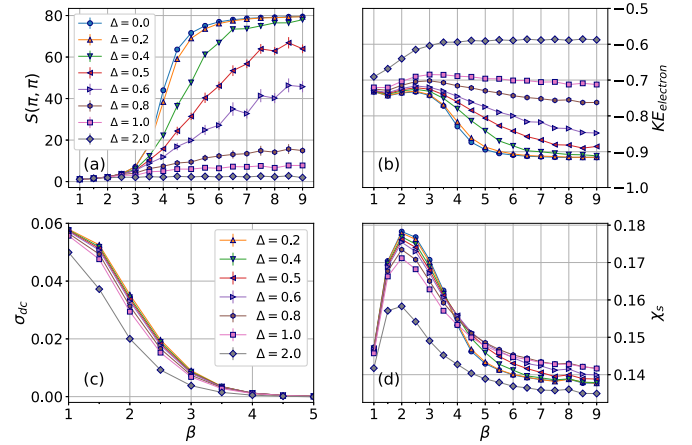 80
60
40
20
0
S(π, π)
Δ = 0.0
Δ = 0.2
Δ = 0.4
Δ = 0.5
Δ = 0.6
Δ = 0.8
Δ = 1.0
Δ = 2.0
(a)
1 2 3 4 5 6 7 8 9
(b)
−0.5
−0.6
−0.7
−0.8
−0.9
−1.0
KE_electron
1 2 3 4 5 6 7 8 9
0.06
0.04
0.02
0.00
σ_dc
Δ = 0.2
Δ = 0.4
Δ = 0.5
Δ = 0.6
Δ = 0.8
Δ = 1.0
Δ = 2.0
(c)
1 2 3 4 5
β
(d)
0.18
0.17
0.16
0.15
0.14
χ_s
1 2 3 4 5 6 7 8 9
β